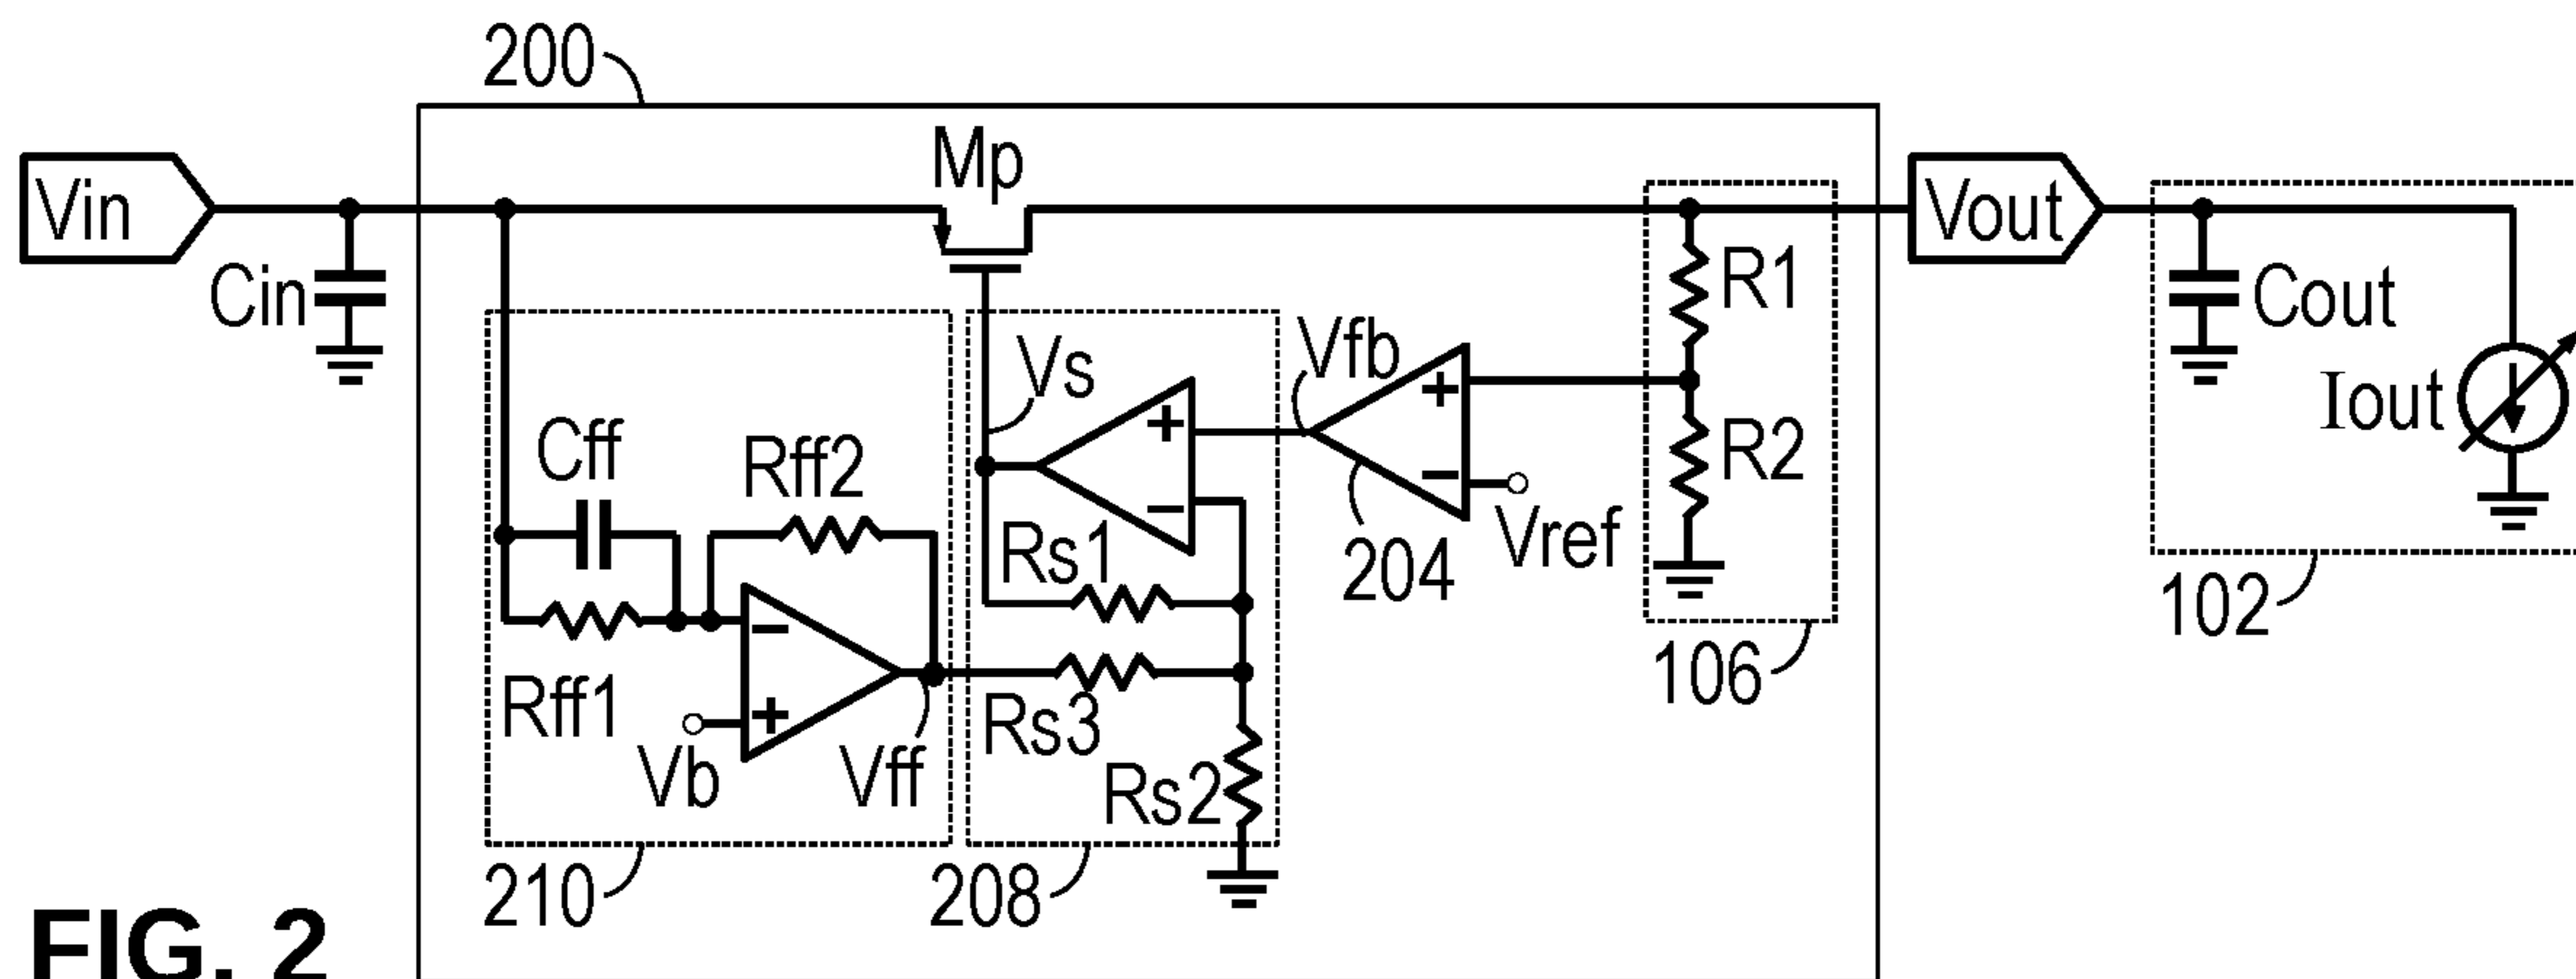 200
Mp
Vin
Vout
Cin
R1
Cout
Vs
Vfb
+
+
Iout
Cff
Rff2
R2
−
−
Vref
Rs1
204
102
−
Rff1
+
Rs3
106
Vb
Vff
Rs2
210
208
FIG. 2